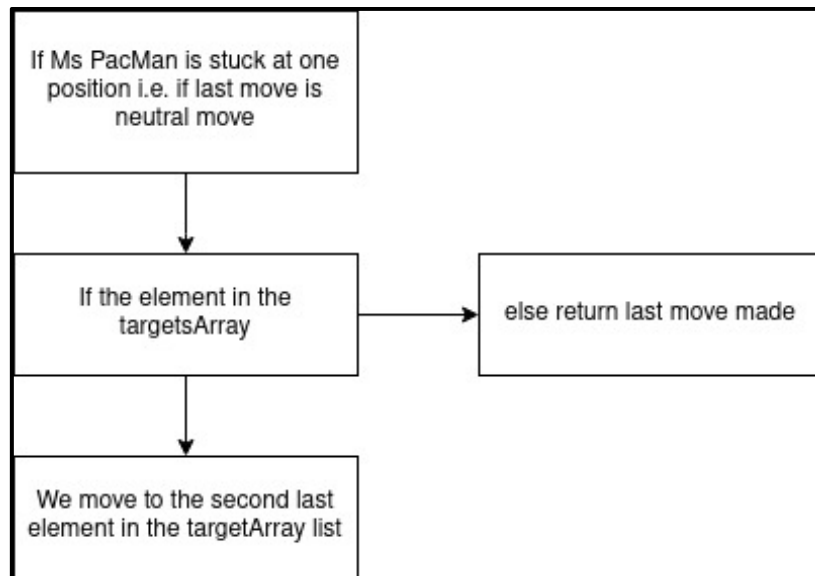 If Ms PacMan is stuck at one
position i.e. if last move is
neutral move
If the element in the
targetsArray
else return last move made
We move to the second last
element in the targetArray list